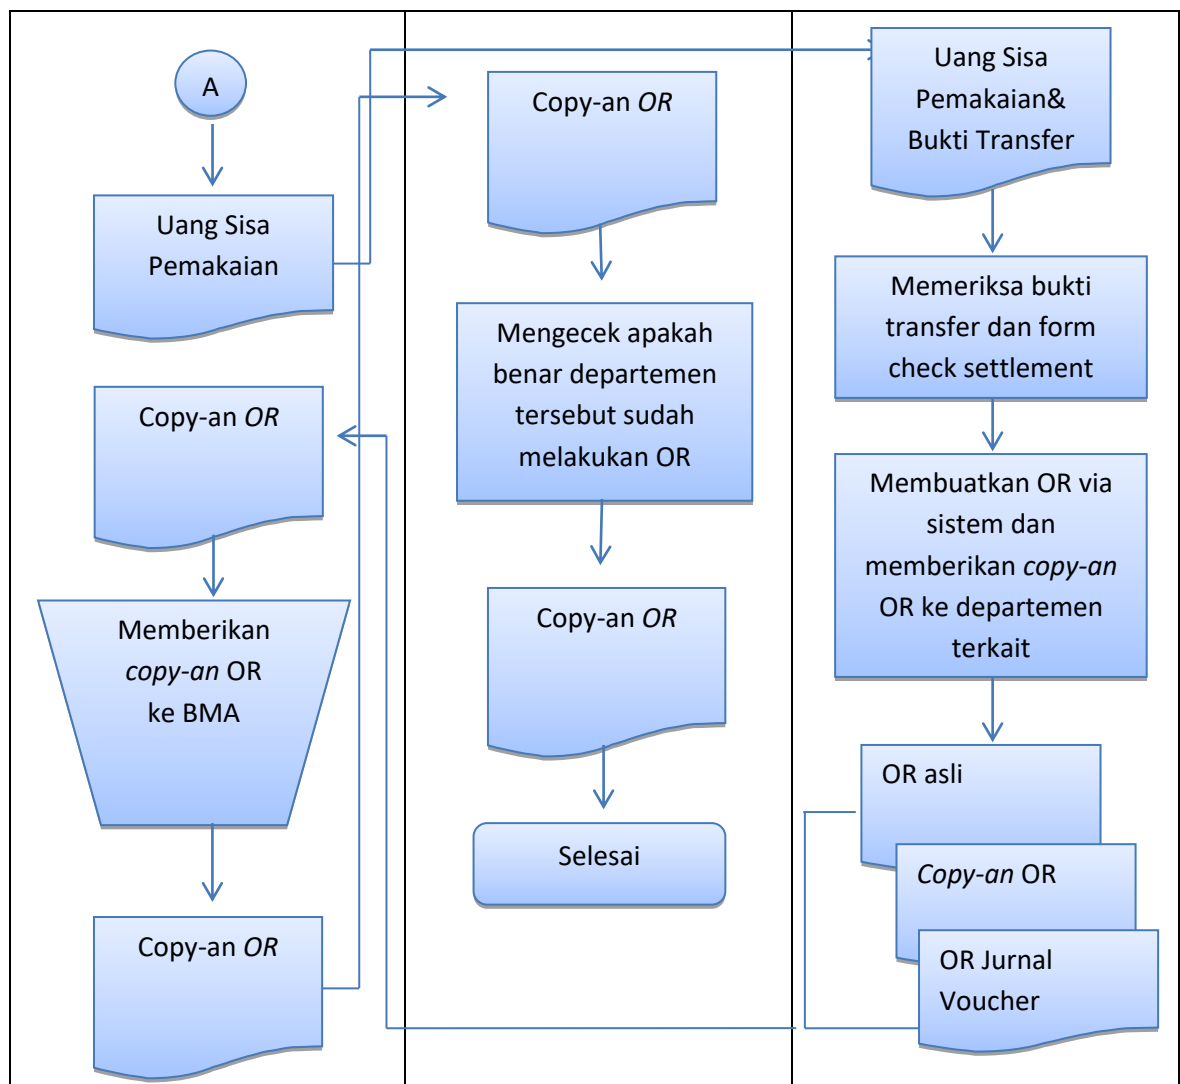 A
Uang Sisa
Pemakaian
Copy-an OR
Memberikan
copy-an OR
ke BMA
Copy-an OR
Copy-an OR
Mengecek apakah
benar departemen
tersebut sudah
melakukan OR
Copy-an OR
Selesai
Uang Sisa
Pemakaian&
Bukti Transfer
Memeriksa bukti
transfer dan form
check settlement
Membuatkan OR via
sistem dan
memberikan copy-an
OR ke departemen
terkait
OR asli
Copy-an OR
OR Jurnal
Voucher